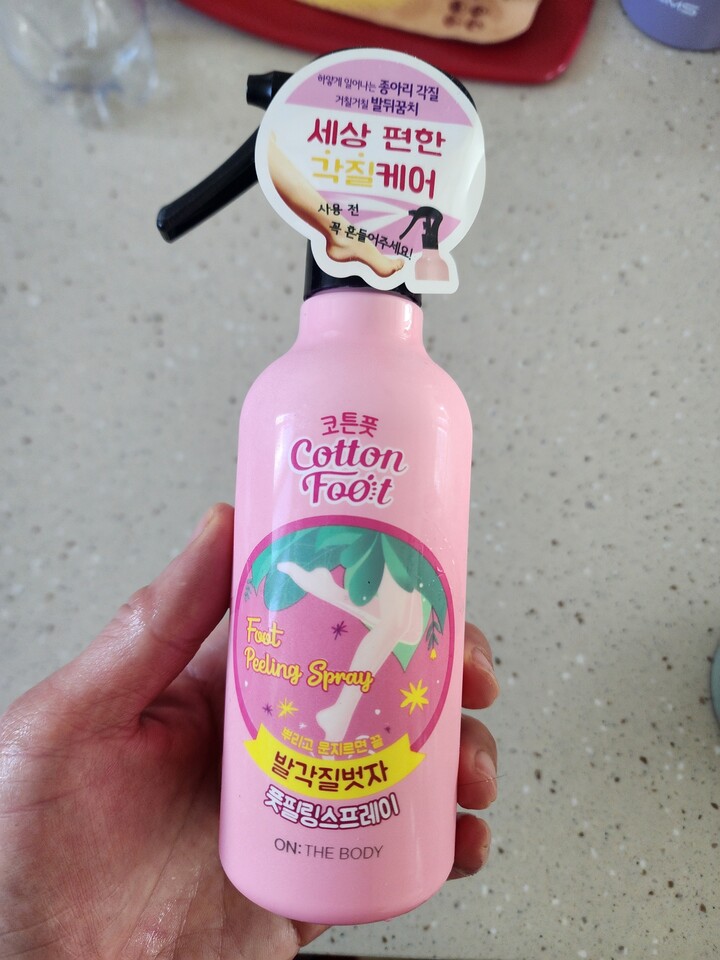 하얗게 일어나는 종아리 각질
거칠거칠 발뒤꿈치
세상 편한
각질케어
사용 전
꼭 흔들어주세요!
코튼풋
Cotton
Foot
Foot
Peeling Spray
뿌리고 문지르면 끝
발각질벗자
풋필링스프레이
ON: THE BODY